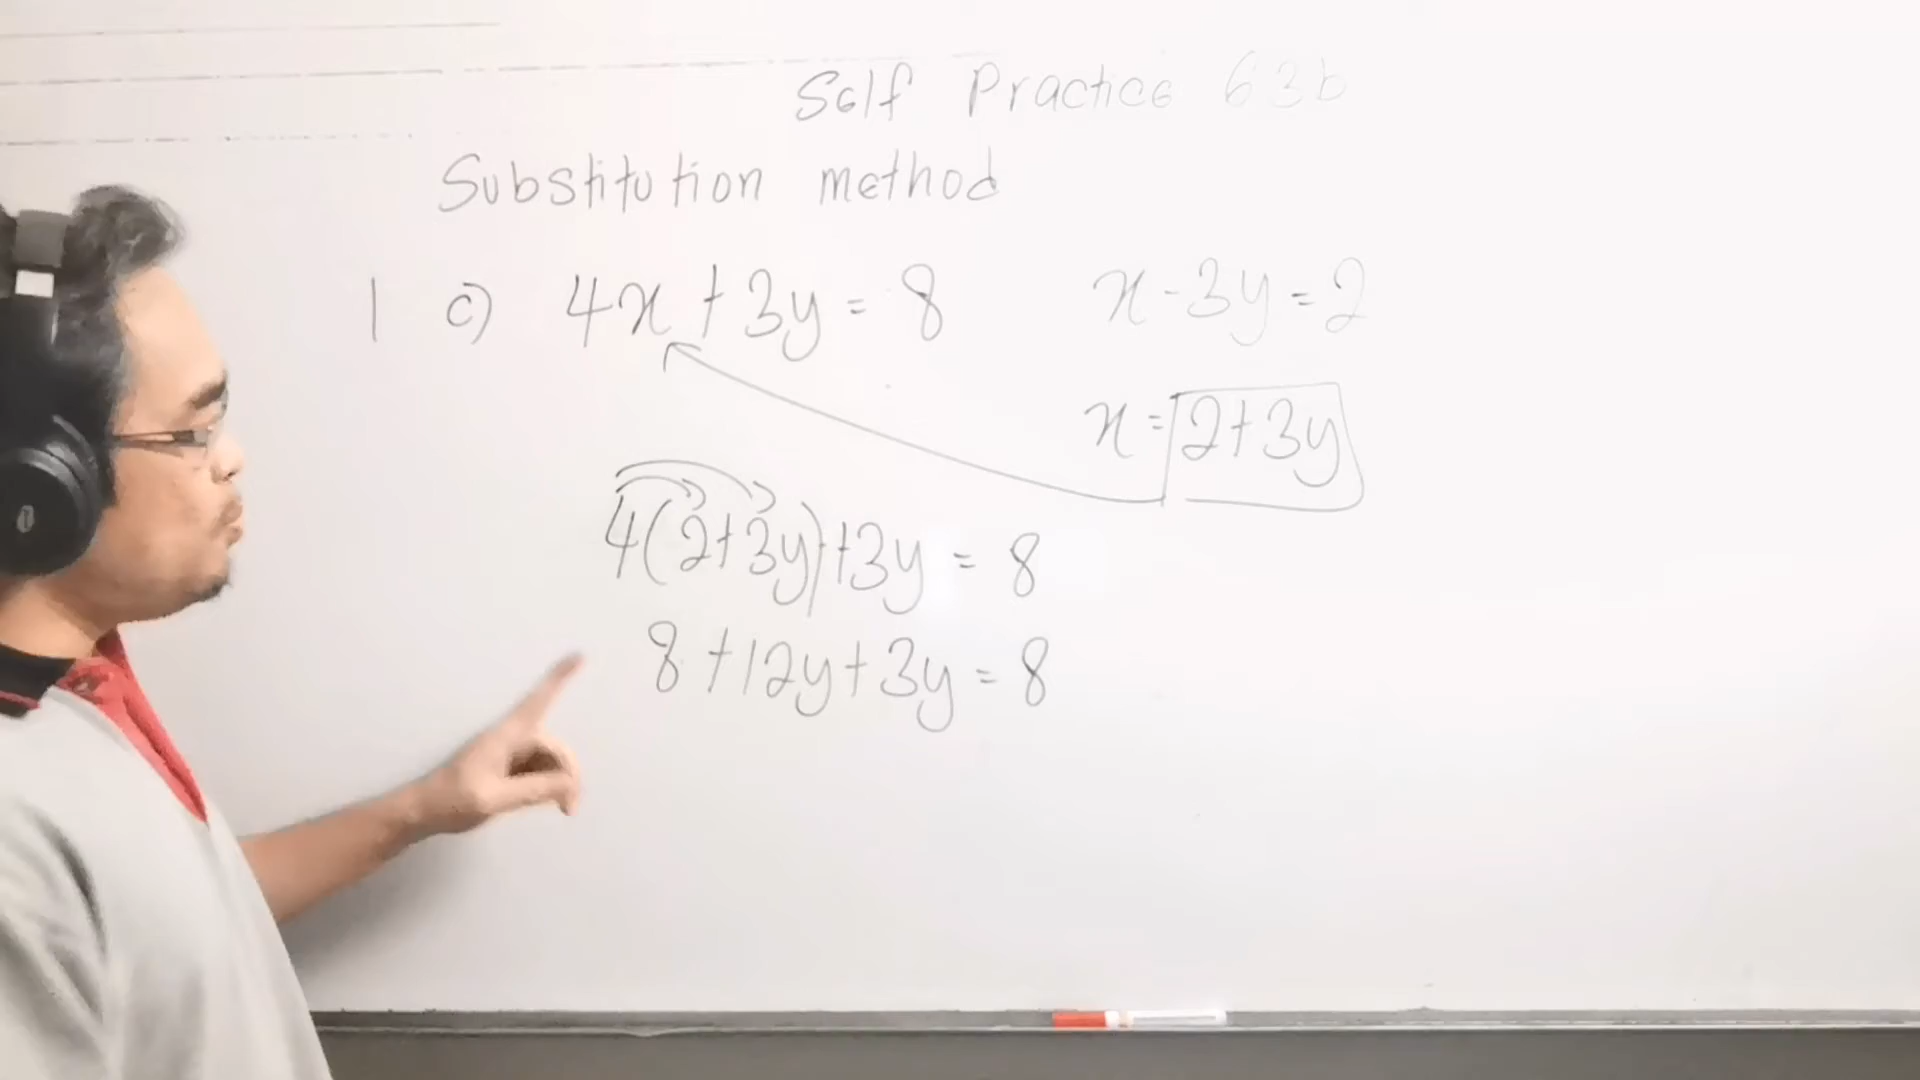 Self Practice 6.3b
Substitution method
1 c) 4x + 3y = 8 x - 3y = 2
x = 2 + 3y
4(2+3y)+3y = 8
8 + 12y + 3y = 8